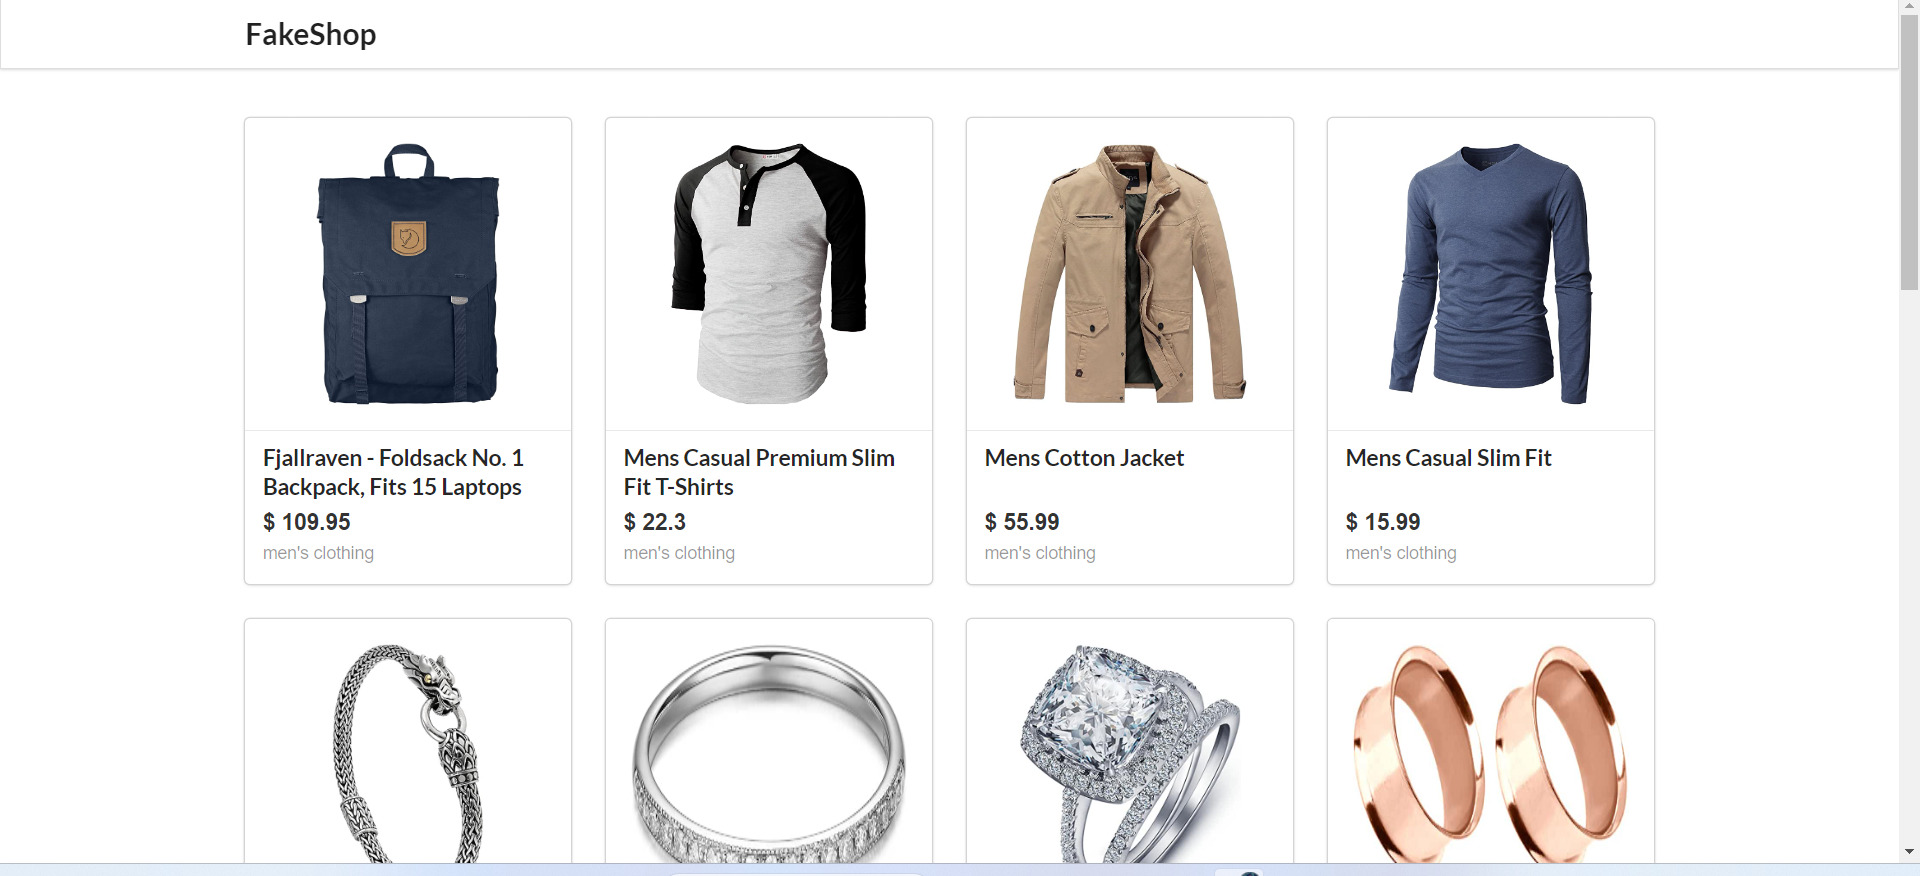 FakeShop
Fjallraven - Foldsack No. 1
Backpack, Fits 15 Laptops
$ 109.95
men's clothing
Mens Casual Premium Slim
Fit T-Shirts
$ 22.3
men's clothing
Mens Cotton Jacket
$ 55.99
men's clothing
Mens Casual Slim Fit
$ 15.99
men's clothing